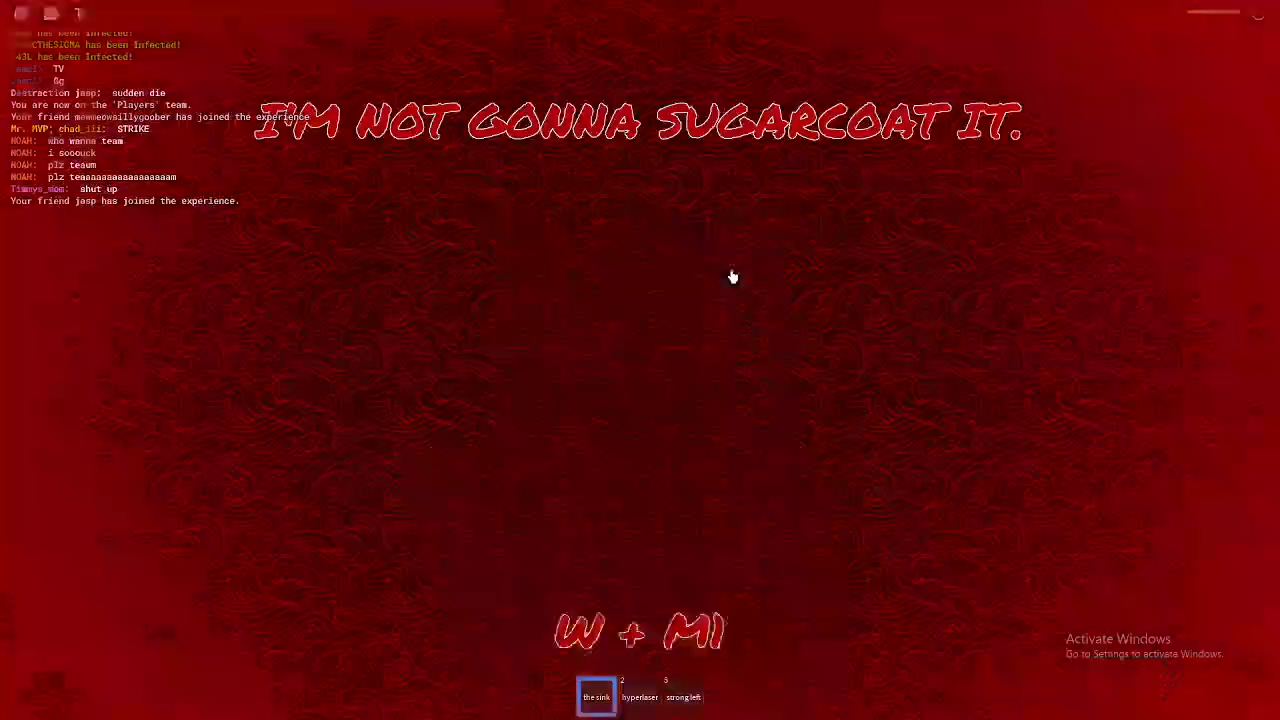 has been Infected!
CTHESIGMA has been Infected!
43L has been Infected!
TV
Gg
Destraction jasp: sudden die
You are now on the 'Players' team.
Your friend mewmeowsillygoober has joined the experience.
I'M NOT GONNA SUGARCOAT IT.
Mr. MVP; chad_iii: STRIKE
NOAH: who wanna team
NOAH: i sooouck
NOAH: plz teaum
NOAH: plz teaaaaaaaaaaaaaaaaam
Timmys_mom: shut up
Your friend jasp has joined the experience.
W + M1
Activate Windows
Go to Settings to activate Windows.
2
the sink
hyperlaser
strong left